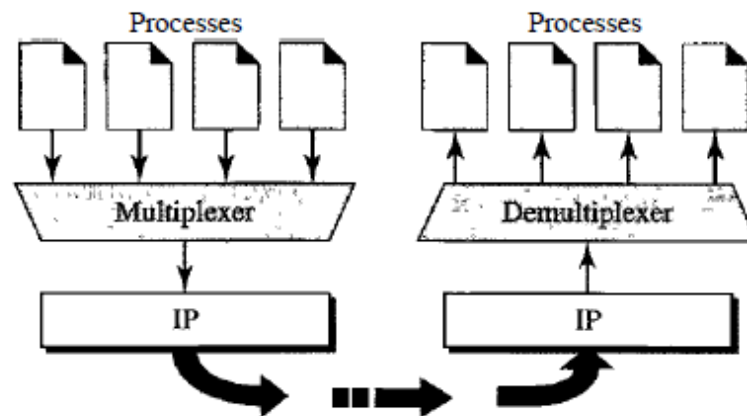 Processes
Processes
Multiplexer
Demultiplexer
IP
IP